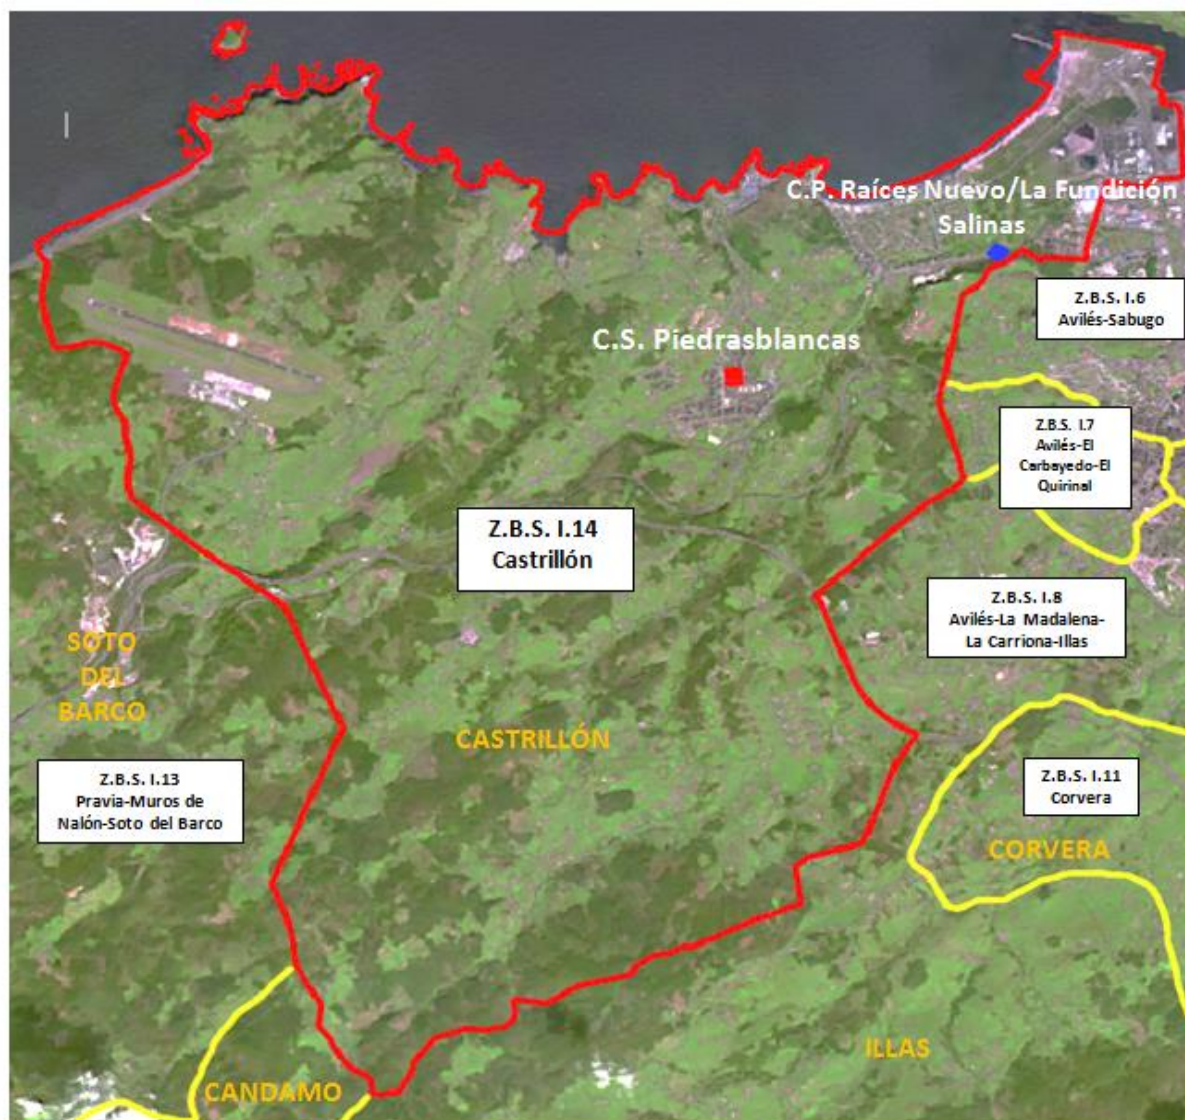 C.P. Raíces Nuevo/La Fundición
Salinas
Z.B.S. I.6
Avilés-Sabugo
C.S. Piedrasblancas
Z.B.S. I.7
Avilés-El
Carbayedo-El
Quirinal
Z.B.S. I.14
Castrillón
Z.B.S. I.8
Avilés-La Madalena-
La Carriona-Illas
SOTO
DEL
BARCO
CASTRILLÓN
Z.B.S. I.13
Pravia-Muros de
Nalón-Soto del Barco
Z.B.S. I.11
Corvera
CORVERA
ILLAS
CANDAMO